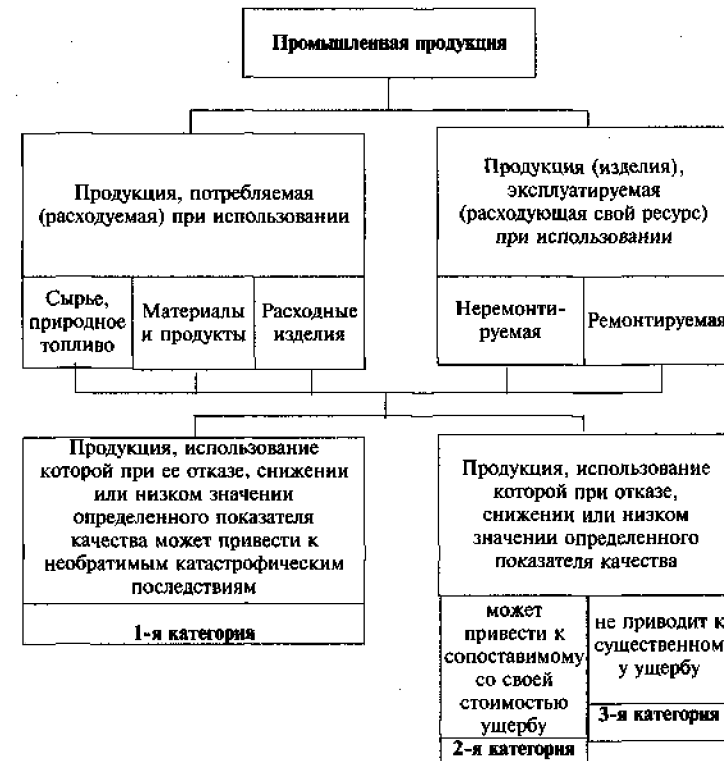 Промышленная продукция
Продукция, потребляемая
(расходуемая) при использовании
Продукция (изделия),
эксплуатируемая
(расходующая свой ресурс)
при использовании
Сырье,
природное
топливо
Материалы
и продукты
Расходные
изделия
Неремонти-
руемая
Ремонтируемая
Продукция, использование
которой при ее отказе, снижении
или низком значении
определенного показателя
качества может привести к
необратимым катастрофическим
последствиям
1-я категория
Продукция, использование
которой при отказе,
снижении или низком
значении определенного
показателя качества
может
привести к
сопоставимому
со своей
стоимостью
ущербу
2-я категория
не приводит к
существенном
у ущербу
3-я категория